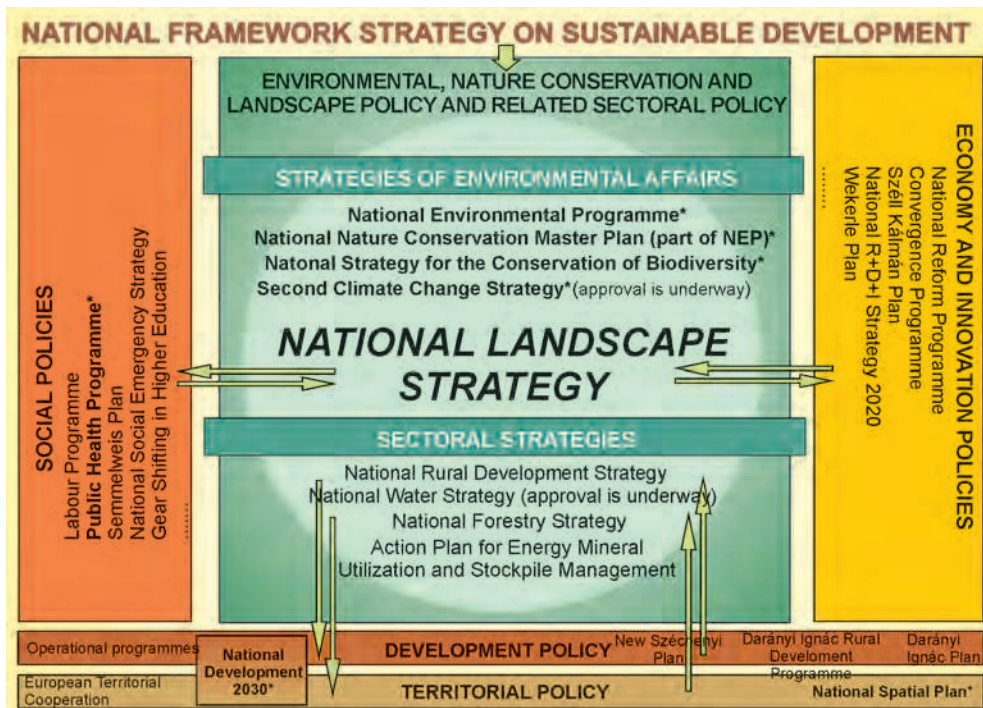 NATIONAL FRAMEWORK STRATEGY ON SUSTAINABLE DEVELOPMENT
ENVIRONMENTAL, NATURE CONSERVATION AND
LANDSCAPE POLICY AND RELATED SECTORAL POLICY
STRATEGIES OF ENVIRONMENTAL AFFAIRS
National Environmental Programme*
National Nature Conservation Master Plan (part of NEP)*
Natonal Strategy for the Conservation of Biodiversity*
Second Climate Change Strategy*(approval is underway)
NATIONAL LANDSCAPE
STRATEGY
SECTORAL STRATEGIES
National Rural Development Strategy
National Water Strategy (approval is underway)
National Forestry Strategy
Action Plan for Energy Mineral
Utilization and Stockpile Management
SOCIAL POLICIES
Labour Programme
Public Health Programme*
Semmelweis Plan
National Social Emergency Strategy
Gear Shifting in Higher Education
........
ECONOMY AND INNOVATION POLICIES
National Reform Programme
Convergence Programme
Széll Kálmán Plan
National R+D+I Strategy 2020
Wekerle Plan
........
Operational programmes
National
Development
2030*
DEVELOPMENT POLICY
New Széchenyi
Plan
Darányi Ignác Rural
Develoment
Programme
Darányi
Ignác Plan
European Territorial
Cooperation
TERRITORIAL POLICY
National Spatial Plan*